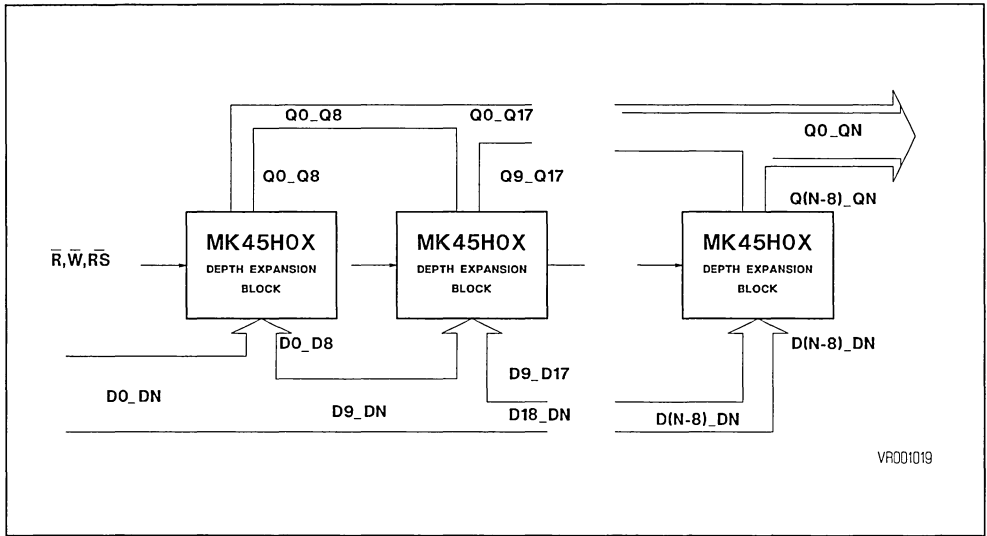 Q0_Q8
Q0_Q17
Q0_QN
Q0_Q8
Q9_Q17
Q(N-8)_QN
R̅,W̅,R̅S̅
MK45H0X
DEPTH EXPANSION
BLOCK
MK45H0X
DEPTH EXPANSION
BLOCK
MK45H0X
DEPTH EXPANSION
BLOCK
D0_D8
D(N-8)_DN
D9_D17
D0_DN
D9_DN
D18_DN
D(N-8)_DN
VR001019